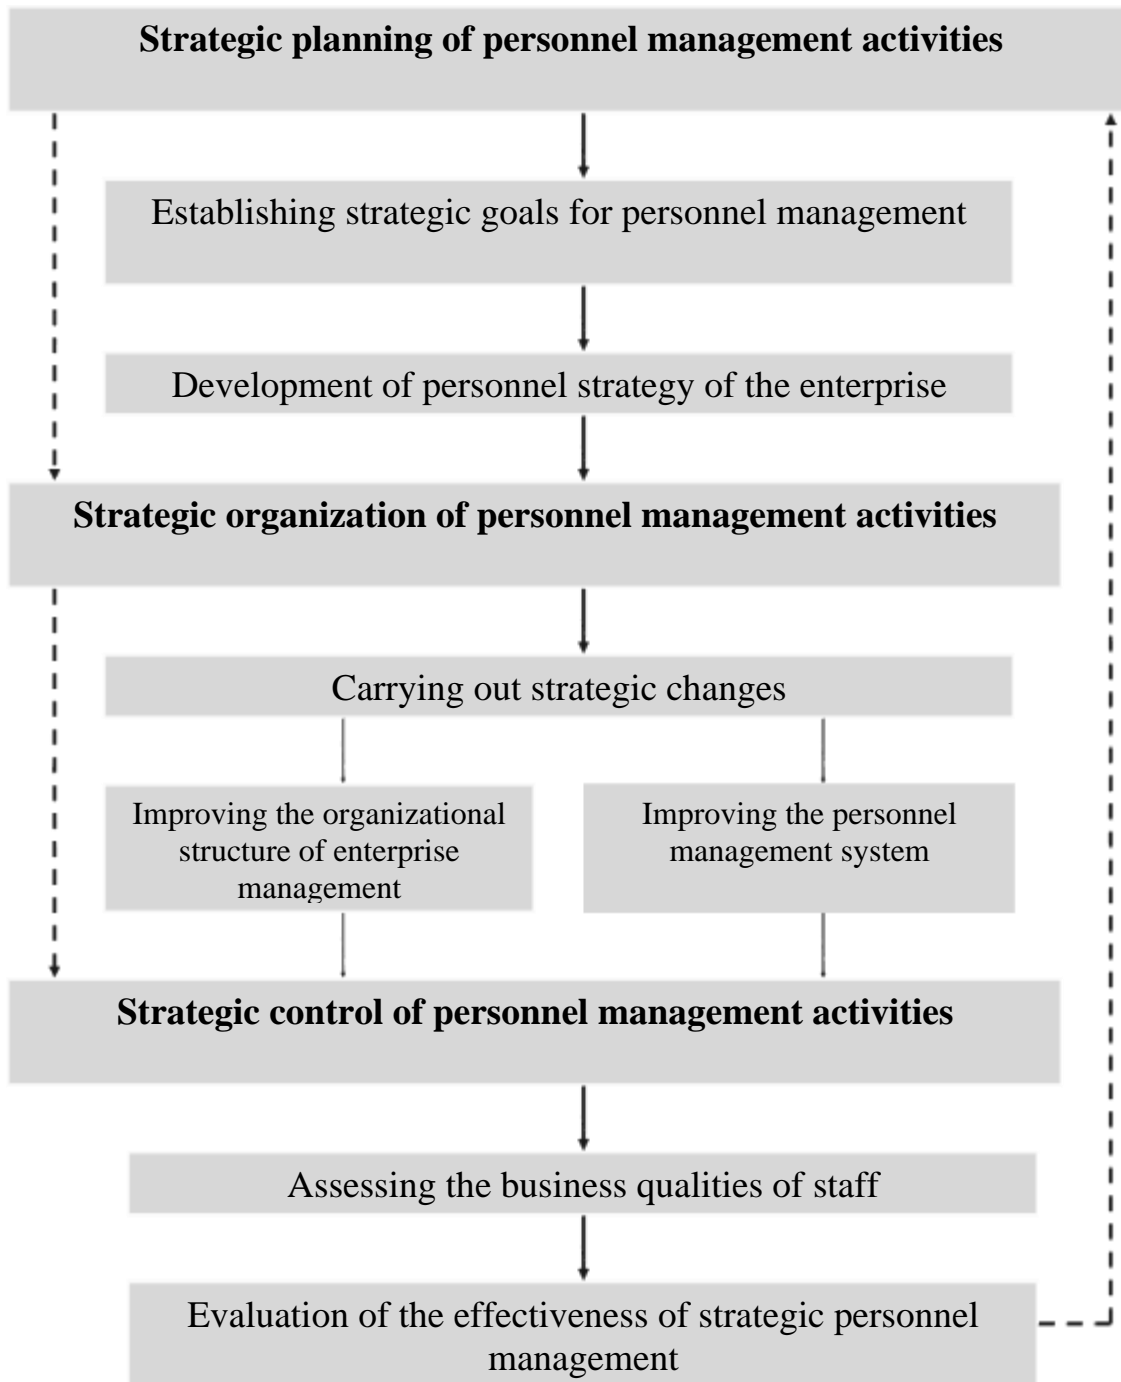 Strategic planning of personnel management activities
Establishing strategic goals for personnel management
Development of personnel strategy of the enterprise
Strategic organization of personnel management activities
Carrying out strategic changes
Improving the organizational
structure of enterprise
management
Improving the personnel
management system
Strategic control of personnel management activities
Assessing the business qualities of staff
Evaluation of the effectiveness of strategic personnel
management